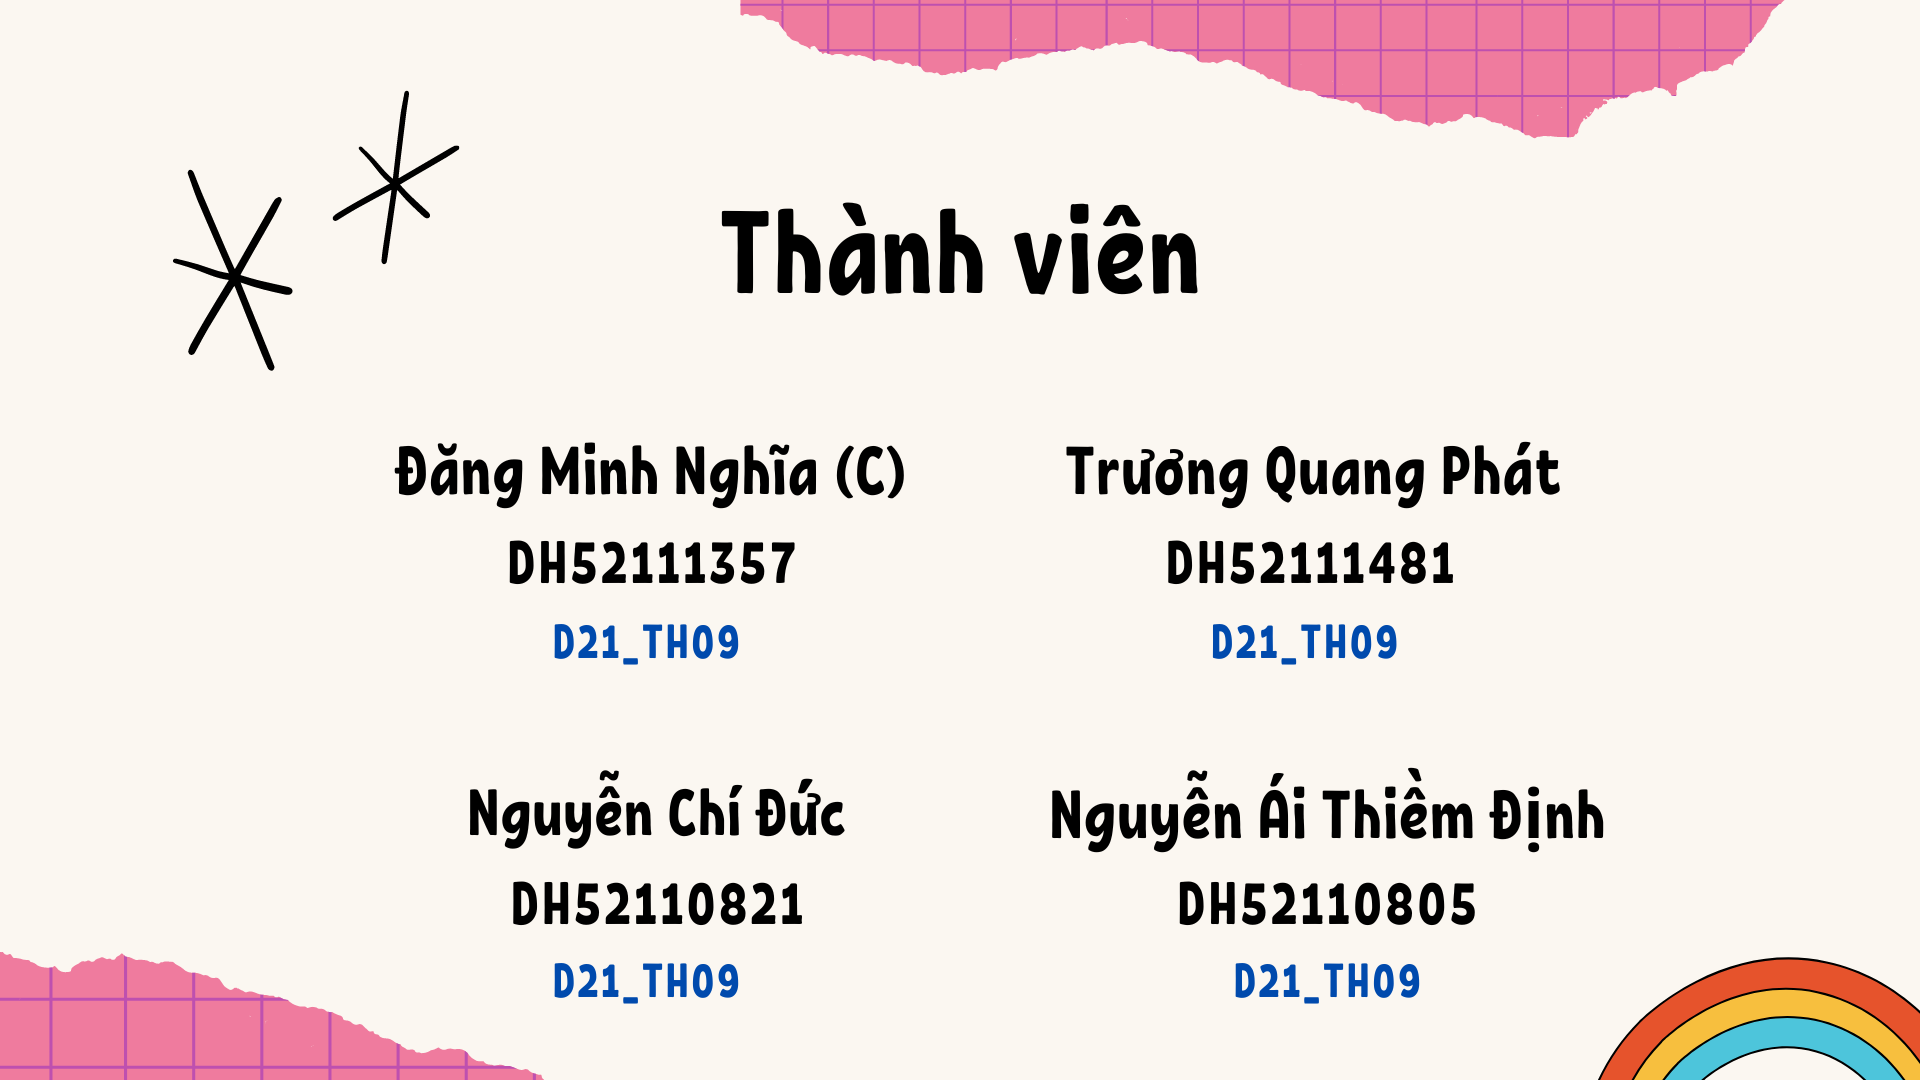 Thành viên
Đăng Minh Nghĩa (C)
DH52111357
D21_TH09
Trương Quang Phát
DH52111481
D21_TH09
Nguyễn Chí Đức
DH52110821
D21_TH09
Nguyễn Ái Thiềm Định
DH52110805
D21_TH09